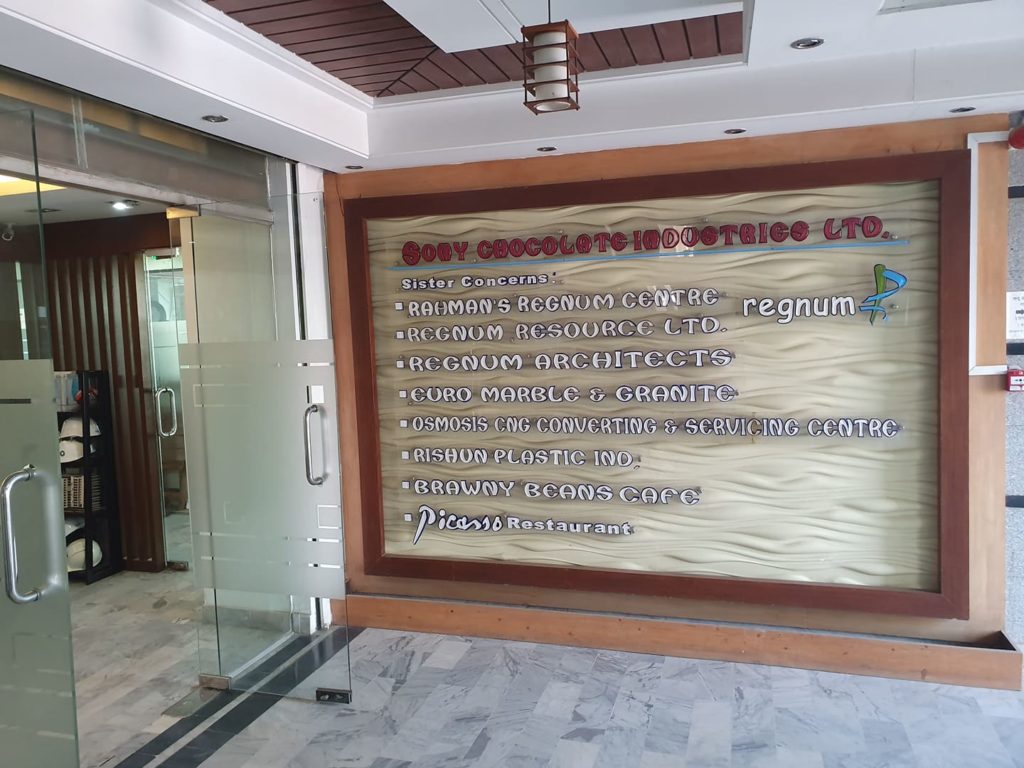 SONY CHOCOLATE INDUSTRIES LTD.
Sister Concerns:
RAHMAN'S REGNUM CENTRE
regnum
REGNUM RESOURCE LTD.
REGNUM ARCHITECTS
EURO MARBLE & GRANITE
OSMOSIS CNG CONVERTING & SERVICING CENTRE
RISHUN PLASTIC IND.
BRAWNY BEANS CAFE
Picasso Restaurant